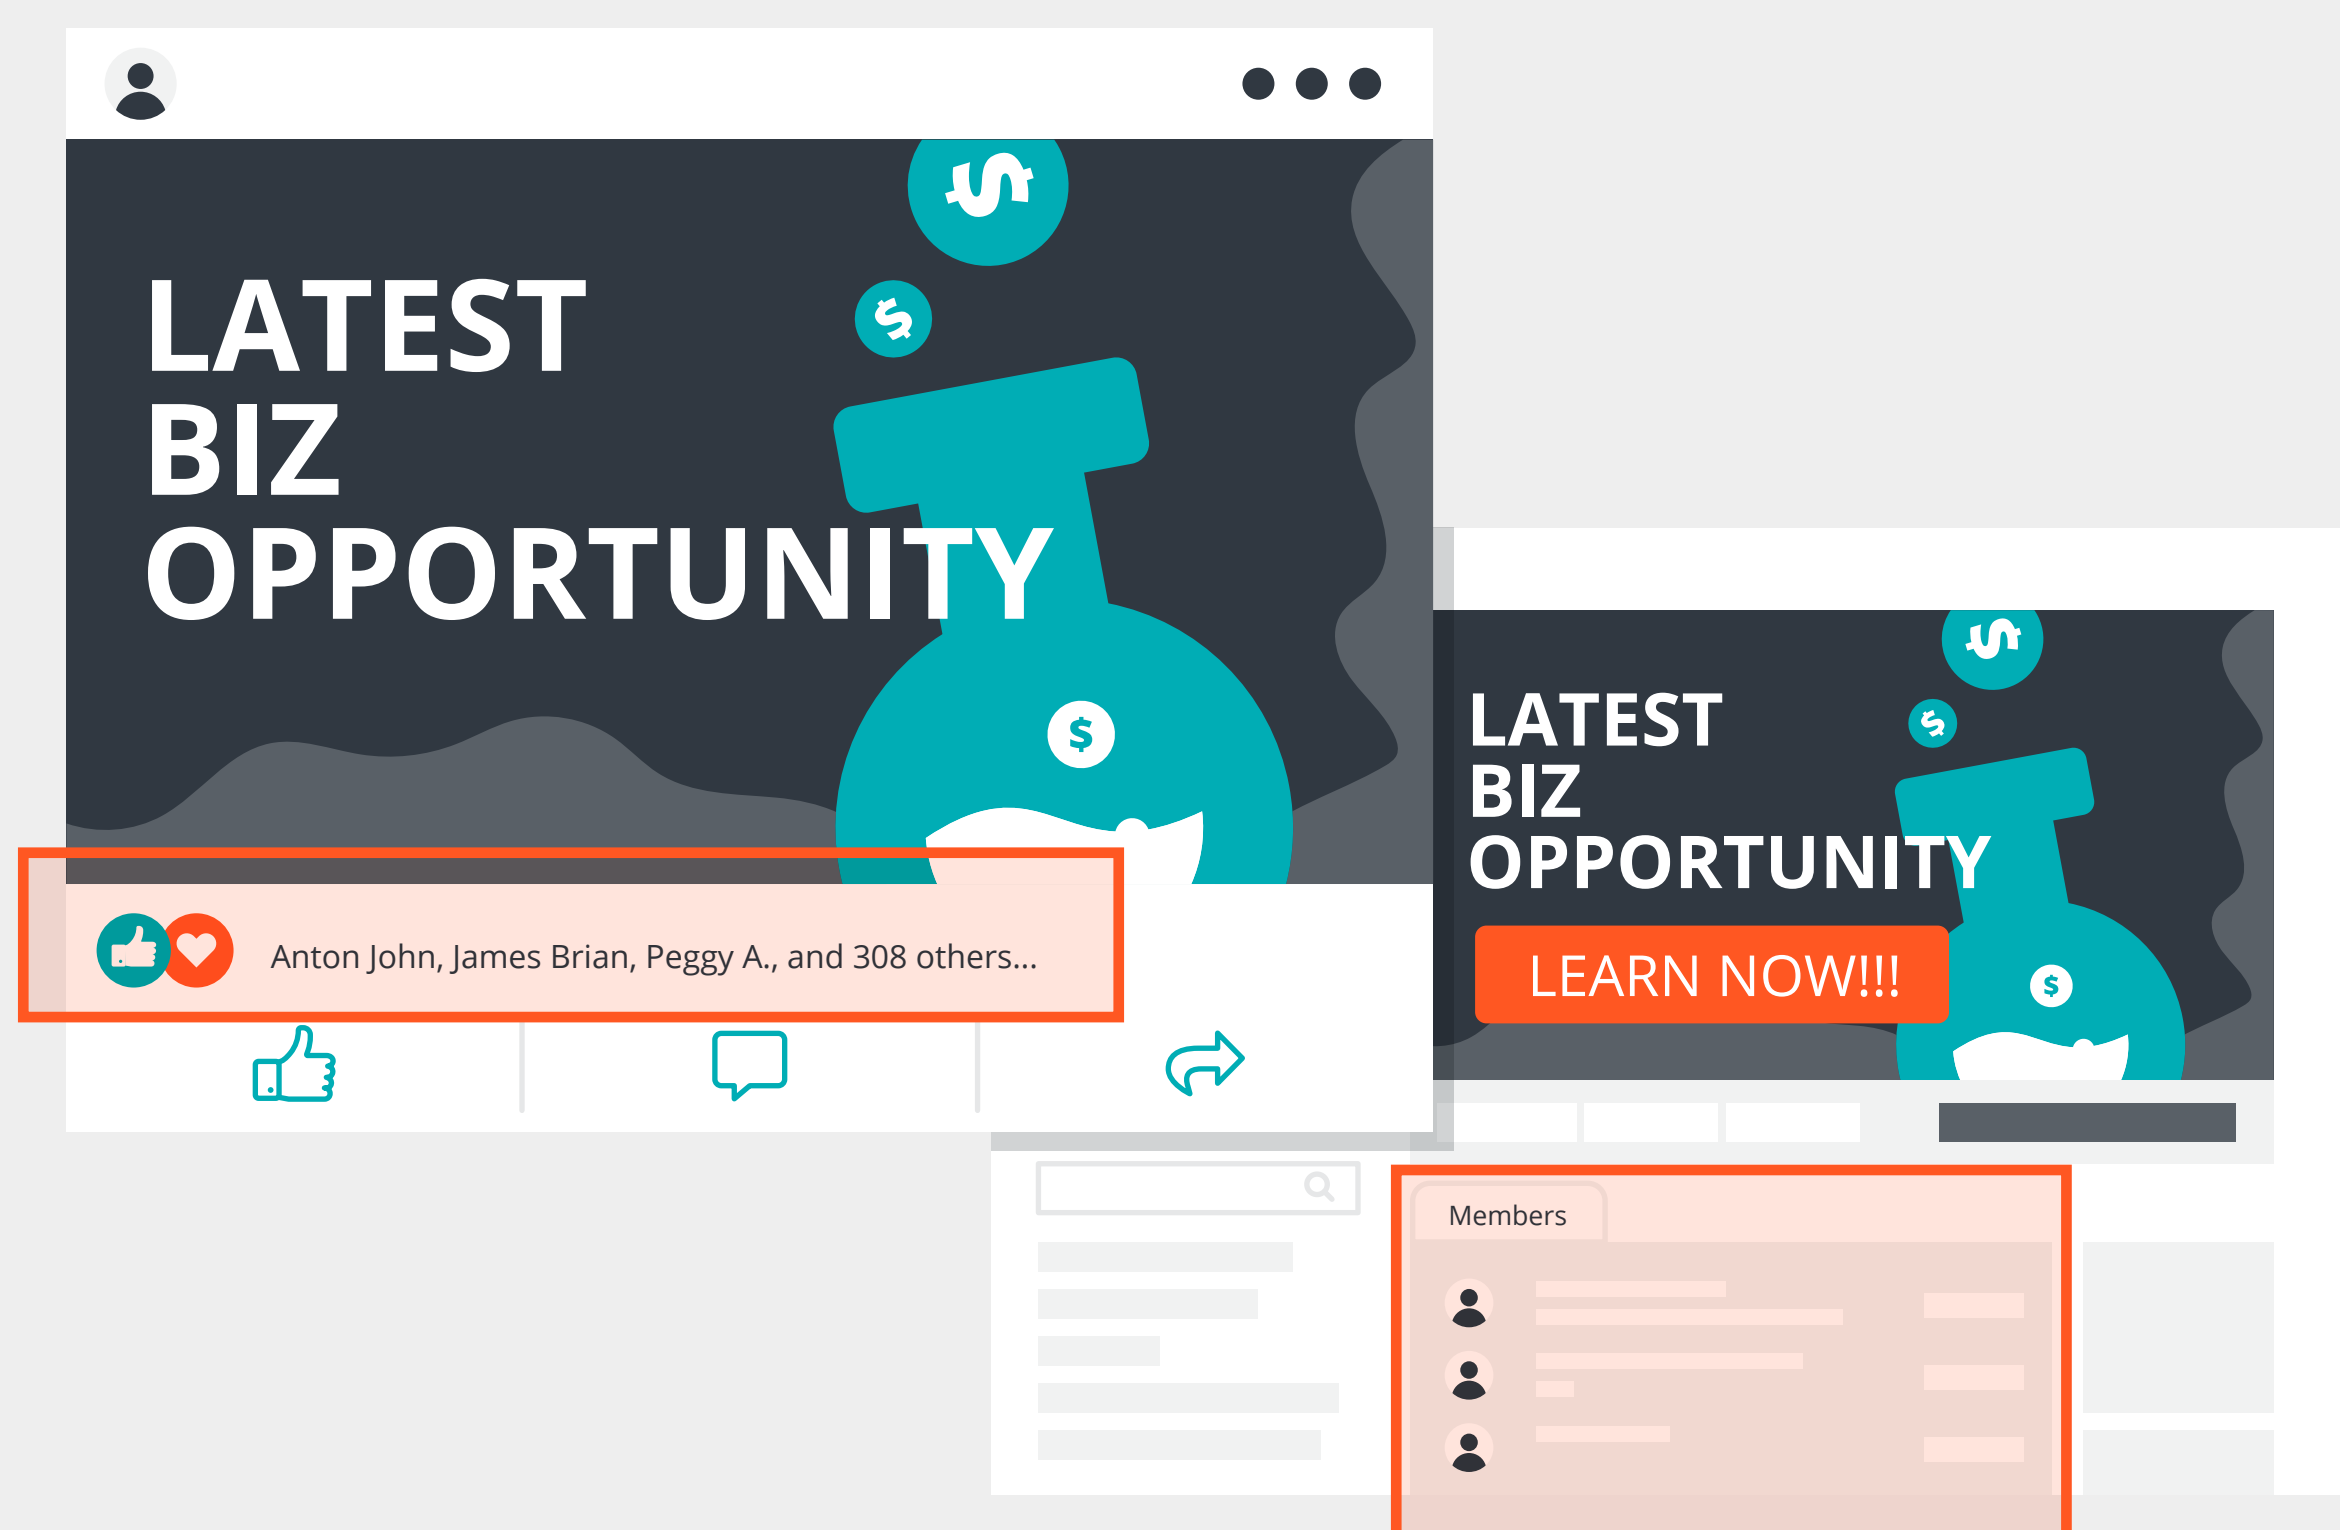 LATEST
BIZ
OPPORTUNITY
$
$
$
Anton John, James Brian, Peggy A., and 308 others...
LATEST
BIZ
OPPORTUNITY
LEARN NOW!!!
$
$
$
Members